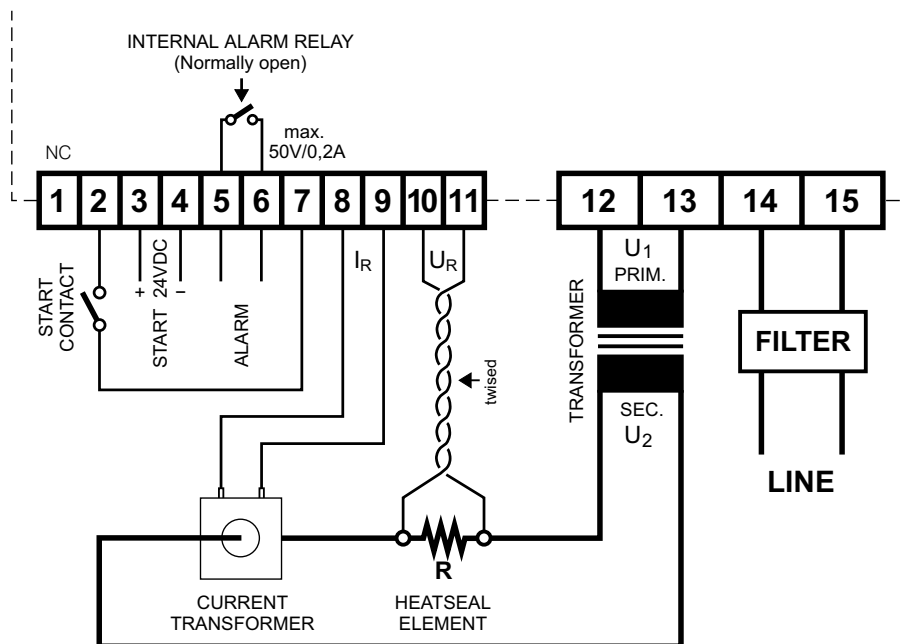 INTERNAL ALARM RELAY
(Normally open)
max.
50V/0,2A
NC
1 2 3 4 5 6 7 8 9 10 11
12 13 14 15
START
CONTACT
+ –
START 24VDC
ALARM
IR
UR
twised
TRANSFORMER
U1
PRIM.
SEC.
U2
FILTER
LINE
R
CURRENT
TRANSFORMER
HEATSEAL
ELEMENT